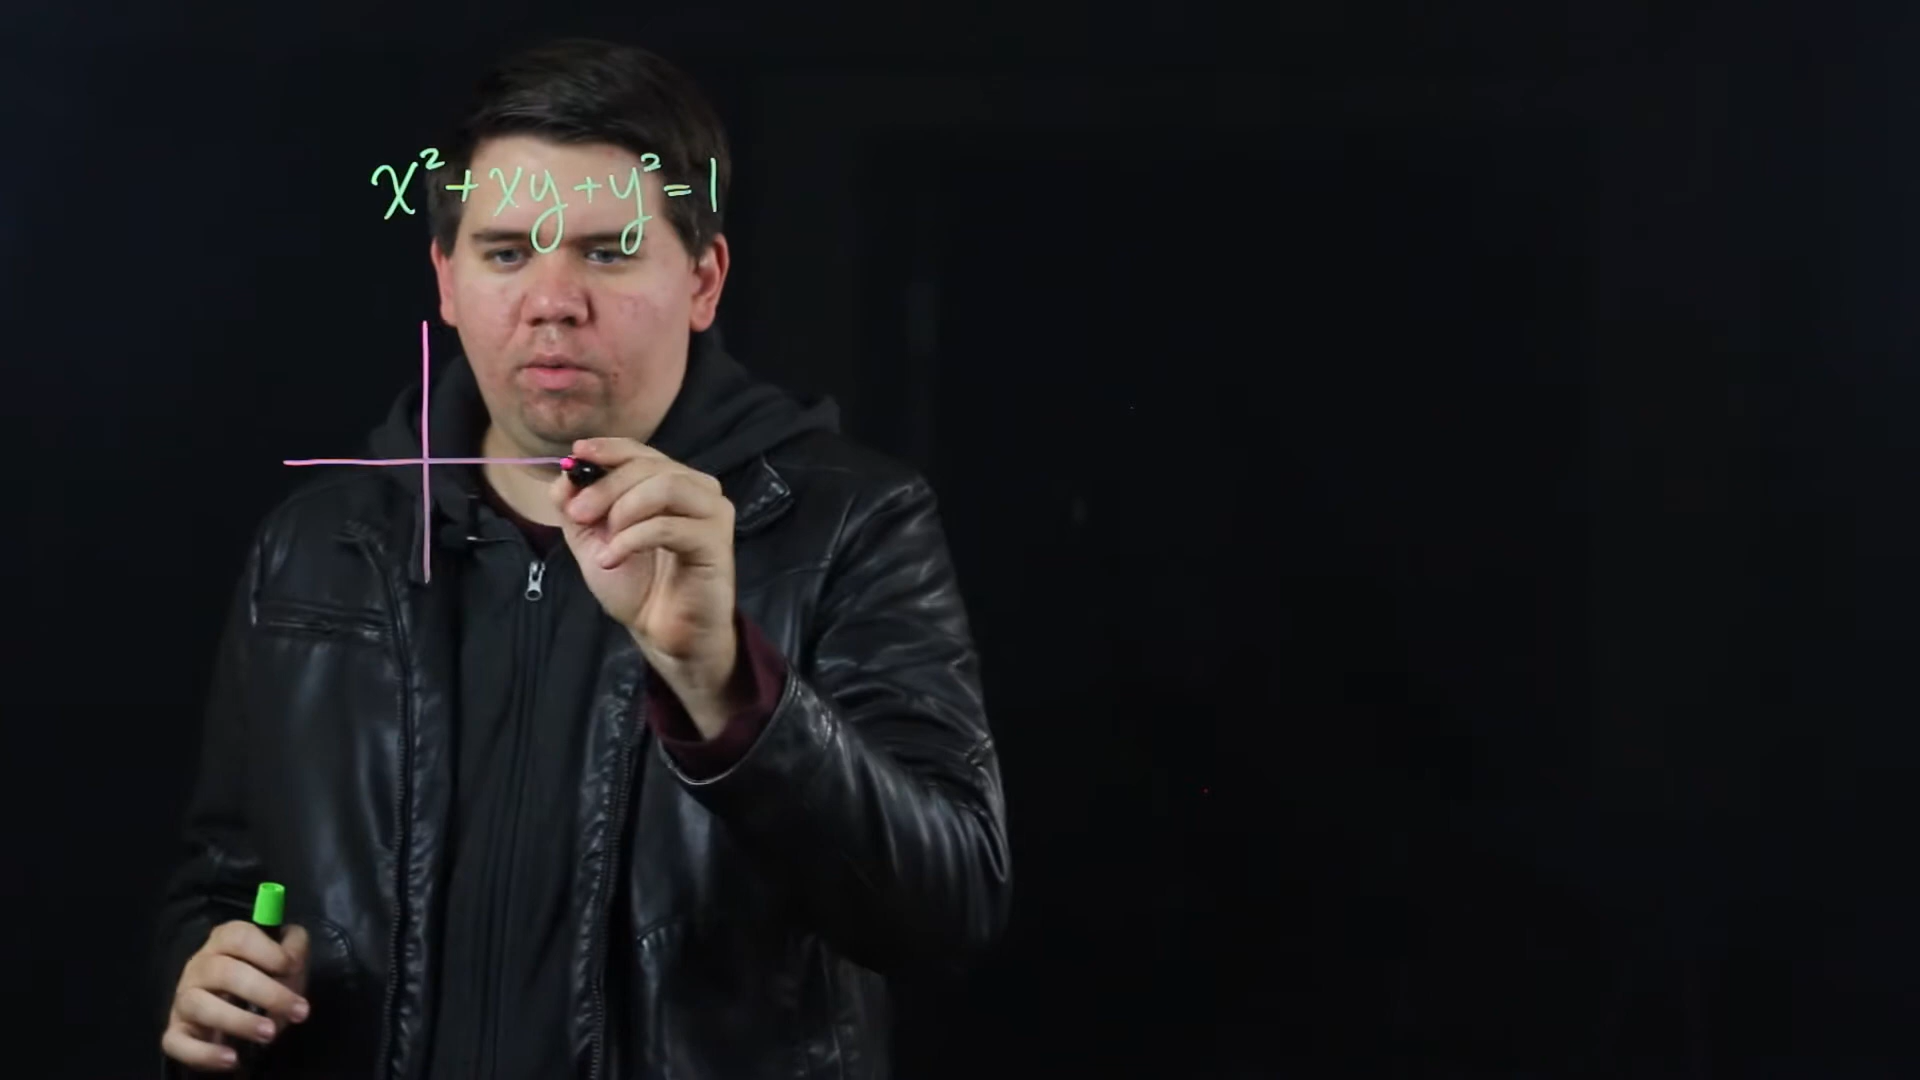 x² + xy + y² = 1